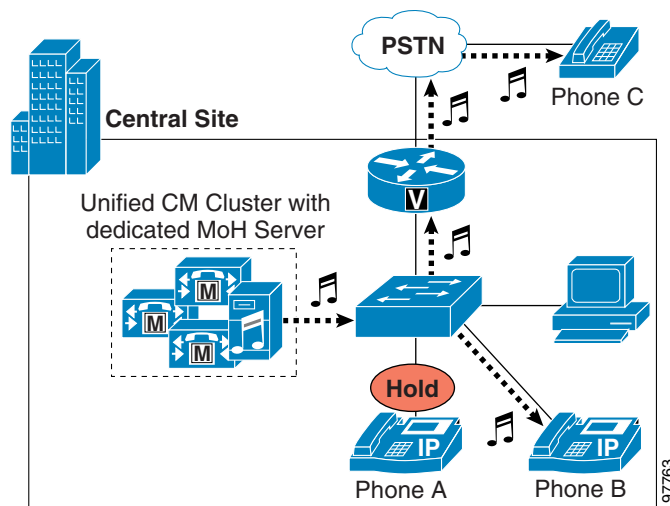 PSTN
Phone C
Central Site
V
Unified CM Cluster with
dedicated MoH Server
M
M
M
Hold
IP
IP
Phone A
Phone B
97763